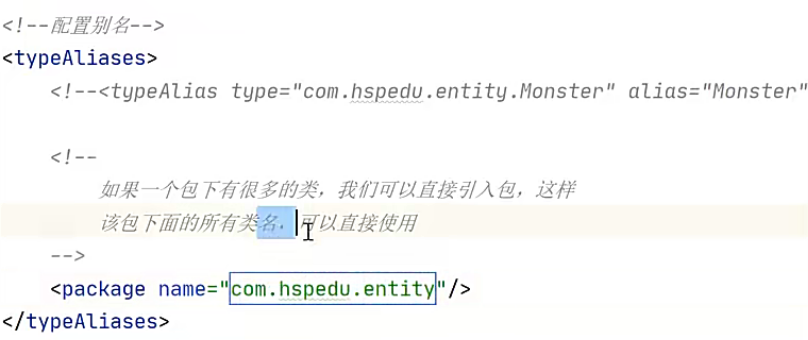 <!--配置别名-->
<typeAliases>
<!--<typeAlias type="com.hspedu.entity.Monster" alias="Monster"
<!--
如果一个包下有很多的类，我们可以直接引入包，这样
该包下面的所有类名，可以直接使用
-->
<package name="com.hspedu.entity"/>
</typeAliases>